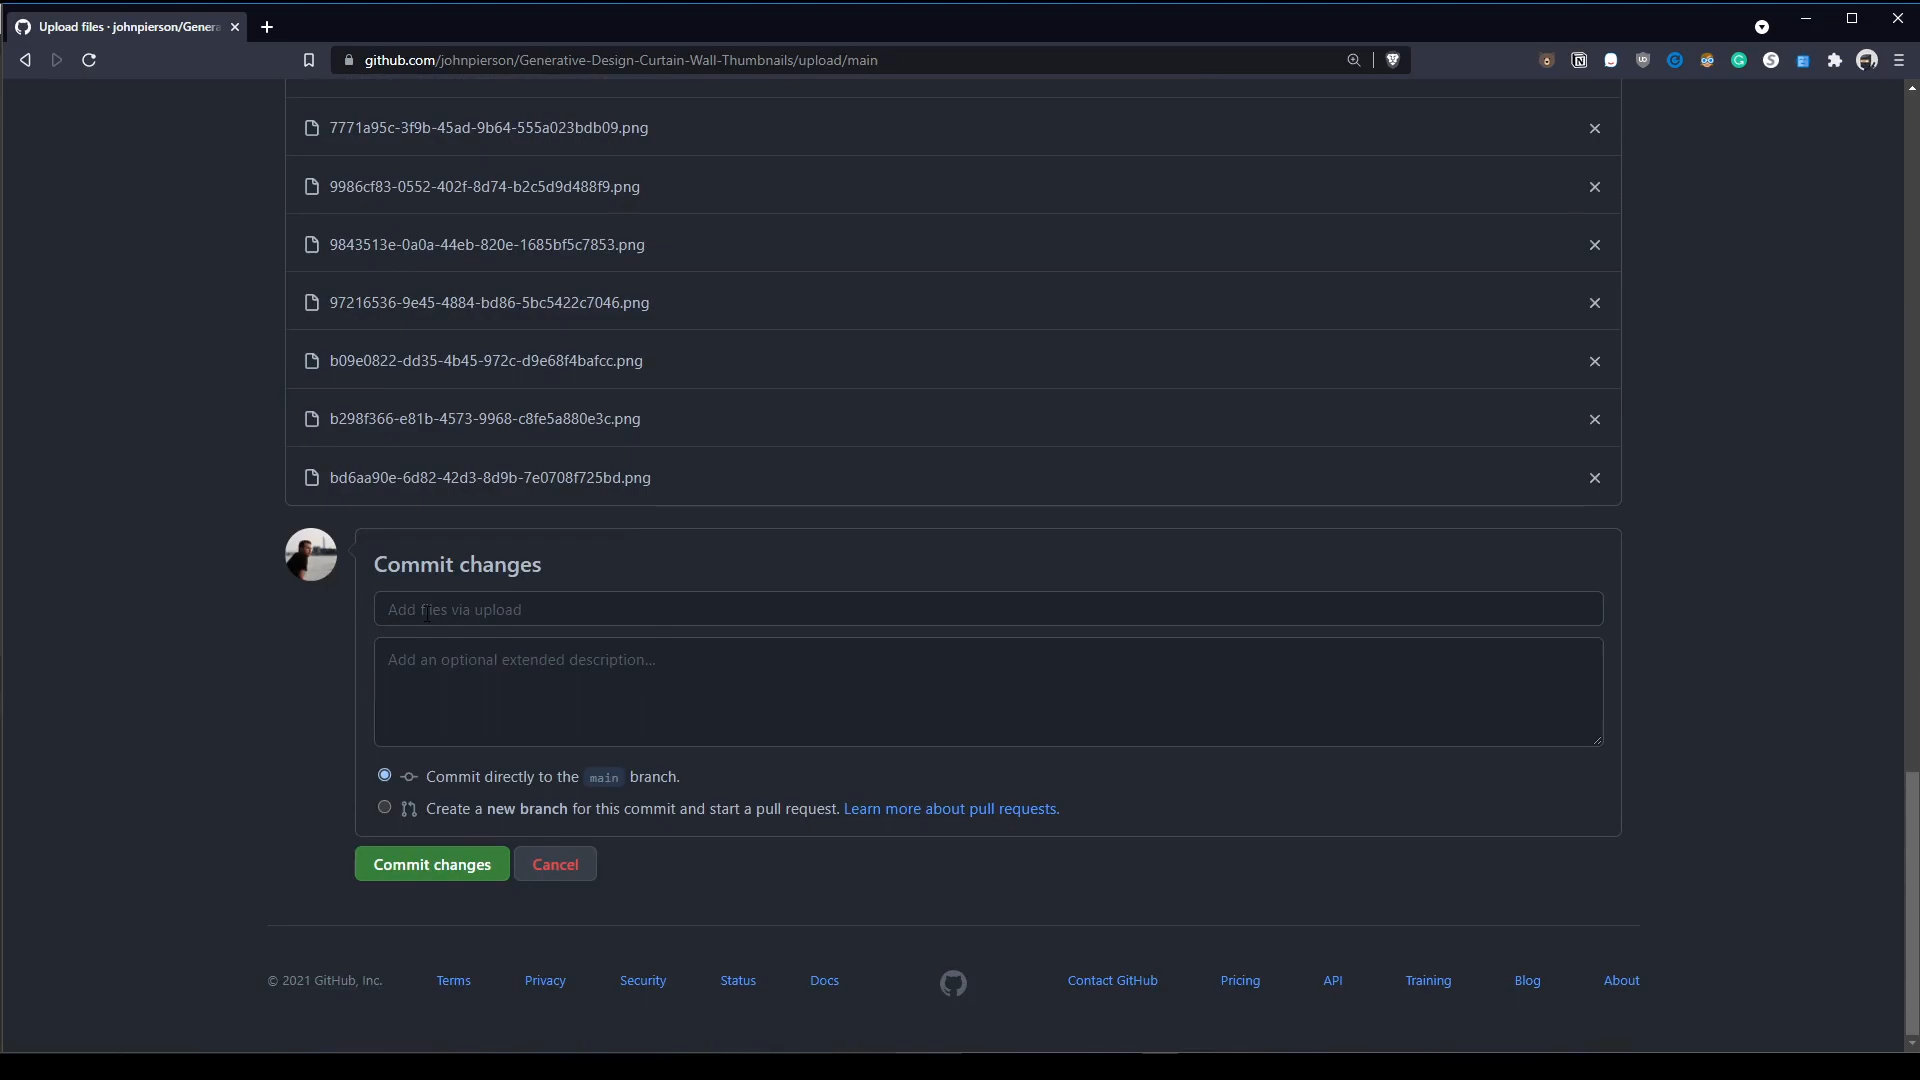 Upload files · johnpierson/Genera
github.com/johnpierson/Generative-Design-Curtain-Wall-Thumbnails/upload/main
7771a95c-3f9b-45ad-9b64-555a023bdb09.png
9986cf83-0552-402f-8d74-b2c5d9d488f9.png
9843513e-0a0a-44eb-820e-1685bf5c7853.png
97216536-9e45-4884-bd86-5bc5422c7046.png
b09e0822-dd35-4b45-972c-d9e68f4bafcc.png
b298f366-e81b-4573-9968-c8fe5a880e3c.png
bd6aa90e-6d82-42d3-8d9b-7e0708f725bd.png
Commit changes
Add files via upload
Add an optional extended description...
Commit directly to the main branch.
Create a new branch for this commit and start a pull request. Learn more about pull requests.
Commit changes Cancel
© 2021 GitHub, Inc. Terms Privacy Security Status Docs Contact GitHub Pricing API Training Blog About